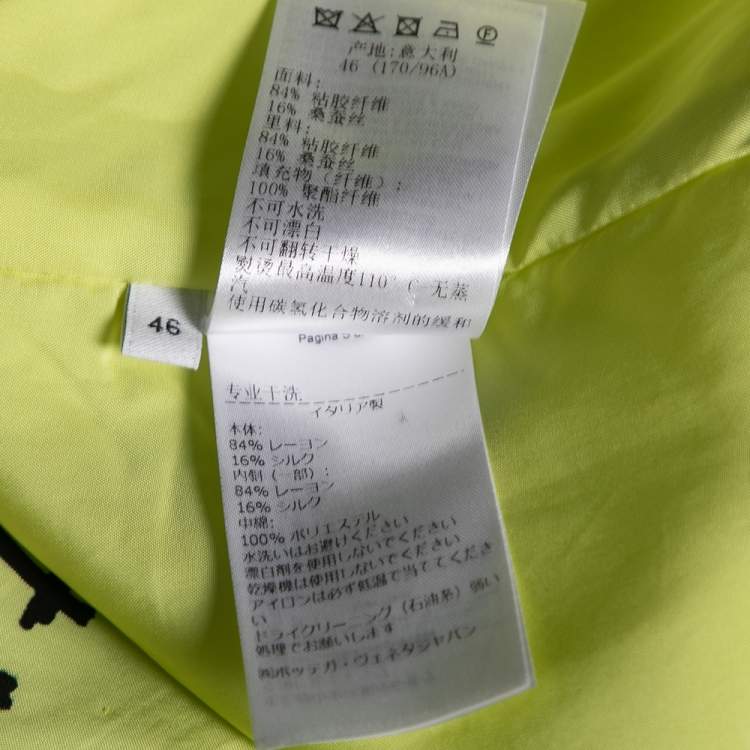 产地:意大利
46 (170/96A)
面料:
84% 粘胶纤维
16% 桑蚕丝
里料:
84% 粘胶纤维
16% 桑蚕丝
填充物 (纤维):
100% 聚酯纤维
不可水洗
不可漂白
不可翻转干燥
熨烫最高温度110° C 无蒸
汽
使用碳氢化合物溶剂的缓和
46
Pagina
专业干洗
イタリア製
本体:
84% レーヨン
16% シルク
内側 (一部):
84% レーヨン
16% シルク
中綿:
100% ポリエステル
水洗いはお避けください
漂白剤を使用しないでください
乾燥機は使用しないでください
アイロンは必ず低温で当ててくださ
い
ドライクリーニング (石油系) 弱い
処理でお願いします
㈱ボッテガ・ヴェネタジャパン